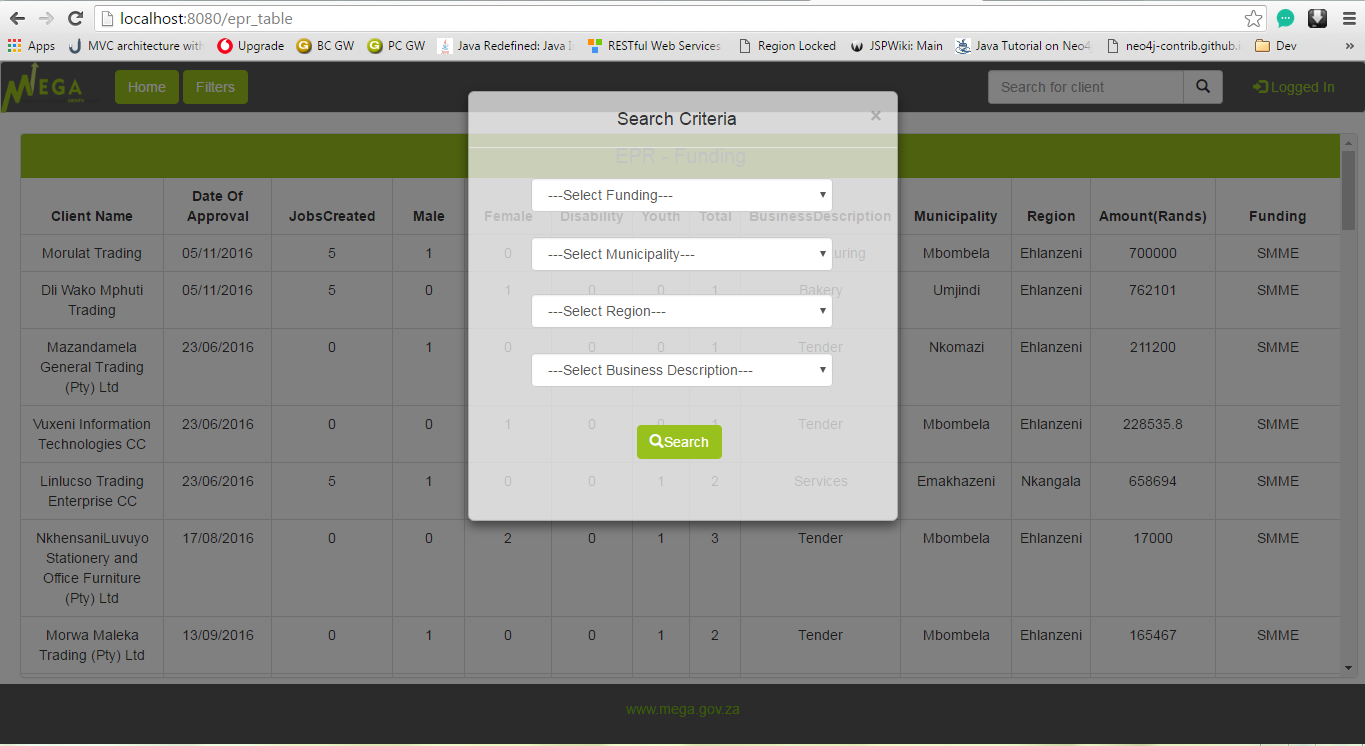 localhost:8080/epr_table
Apps MVC architecture with Upgrade BC GW PC GW Java Redefined: Java I RESTful Web Services Region Locked JSPWiki: Main Java Tutorial on Neo4 neo4j-contrib.github.i Dev »
MEGA Home Filters Search for client Logged In
Search Criteria ×
EPR - Funding
---Select Funding---
Client Name Date Of Approval JobsCreated Male Female Disability Youth Total BusinessDescription Municipality Region Amount(Rands) Funding
Morulat Trading 05/11/2016 5 1 0 turing Mbombela Ehlanzeni 700000 SMME
---Select Municipality---
Dli Wako Mphuti Trading 05/11/2016 5 0 1 0 0 1 Bakery Umjindi Ehlanzeni 762101 SMME
---Select Region---
Mazandamela General Trading (Pty) Ltd 23/06/2016 0 1 0 0 0 1 Tender Nkomazi Ehlanzeni 211200 SMME
---Select Business Description---
Vuxeni Information Technologies CC 23/06/2016 0 0 1 0 0 1 Tender Mbombela Ehlanzeni 228535.8 SMME
Search
Linlucso Trading Enterprise CC 23/06/2016 5 1 0 0 1 2 Services Emakhazeni Nkangala 658694 SMME
NkhensaniLuvuyo Stationery and Office Furniture (Pty) Ltd 17/08/2016 0 0 2 0 1 3 Tender Mbombela Ehlanzeni 17000 SMME
Morwa Maleka Trading (Pty) Ltd 13/09/2016 0 1 0 0 1 2 Tender Mbombela Ehlanzeni 165467 SMME
www.mega.gov.za